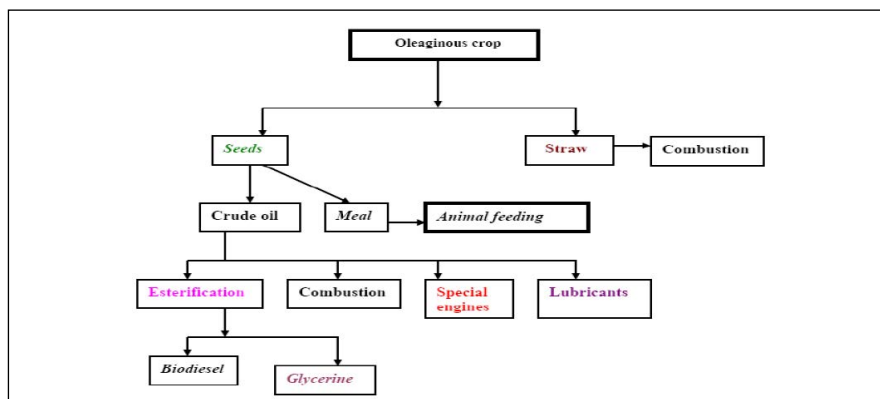 Oleaginous crop
Seeds
Straw
Combustion
Crude oil
Meal
Animal feeding
Esterification
Combustion
Special
engines
Lubricants
Biodiesel
Glycerine